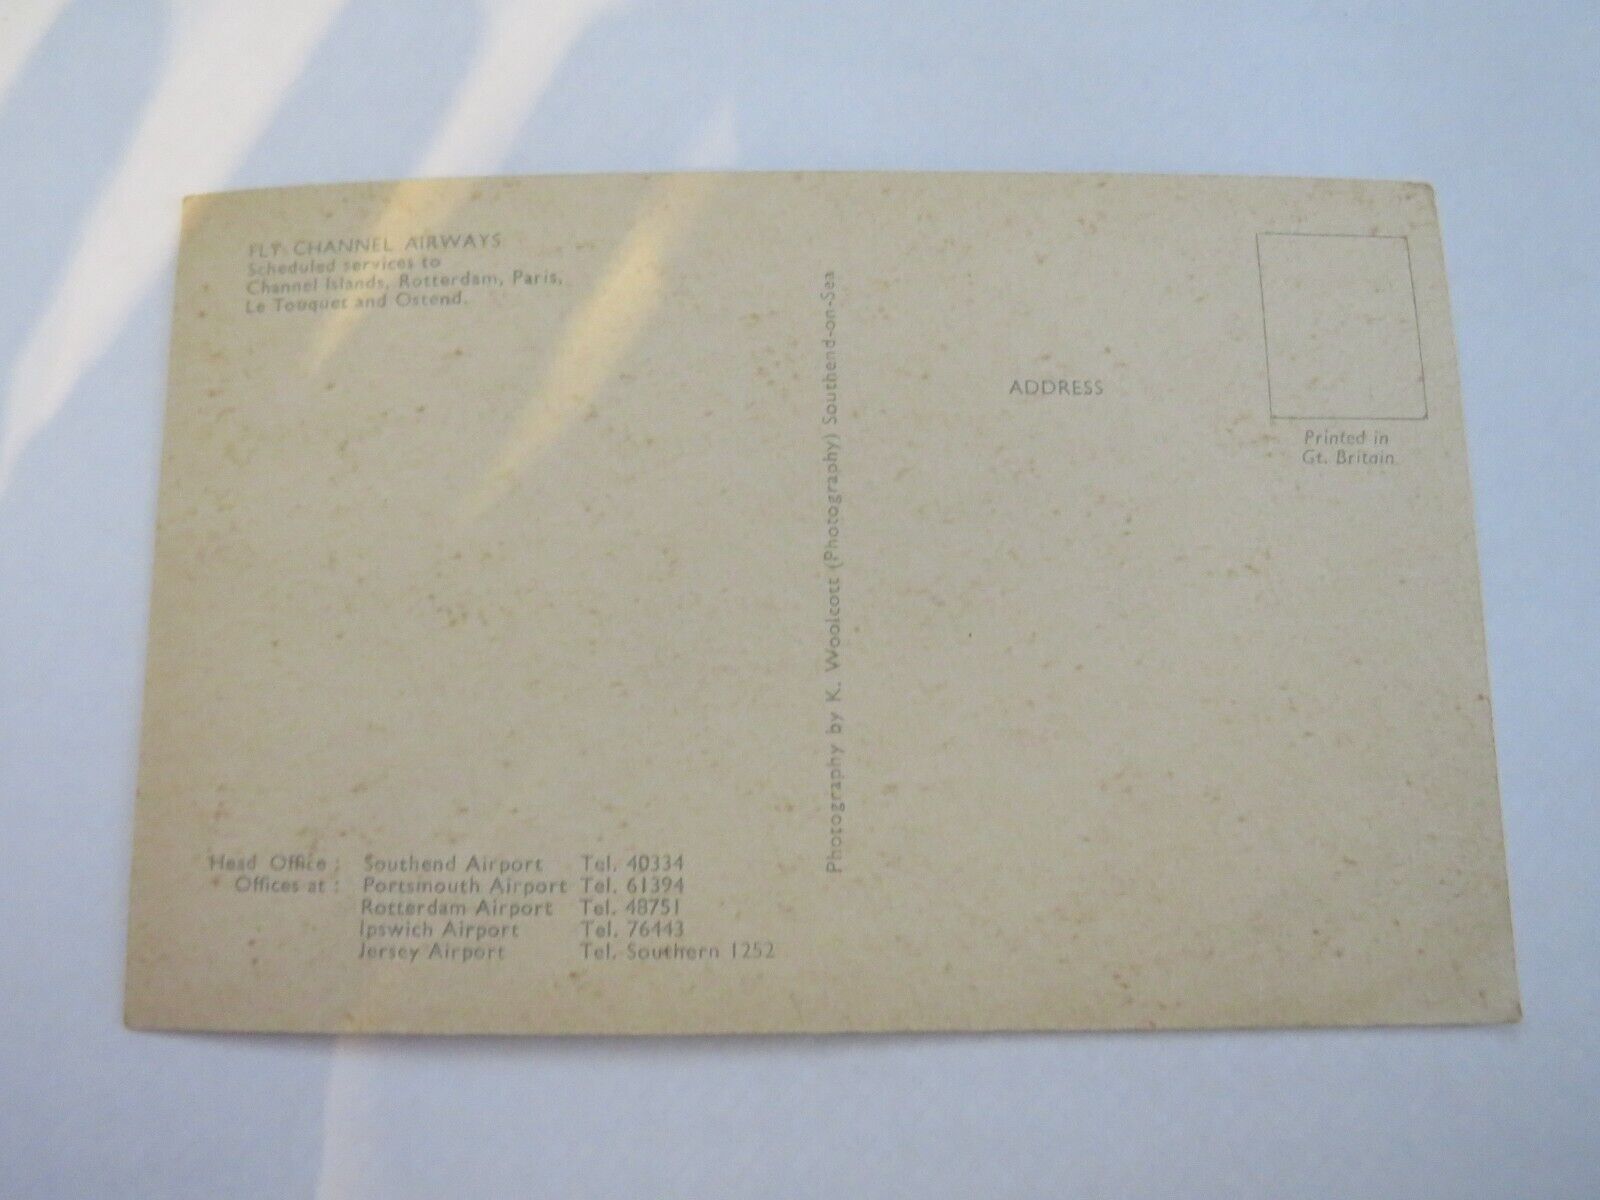 FLY CHANNEL AIRWAYS
Scheduled services to
Channel Islands, Rotterdam, Paris,
Le Touquet and Ostend.
Head Office : Southend Airport Tel. 40334
Offices at : Portsmouth Airport Tel. 61394
Rotterdam Airport Tel. 48751
Ipswich Airport Tel. 76443
Jersey Airport Tel. Southern 1252
Photography by K. Woolcott (Photography) Southend-on-Sea
ADDRESS
Printed in
Gt. Britain